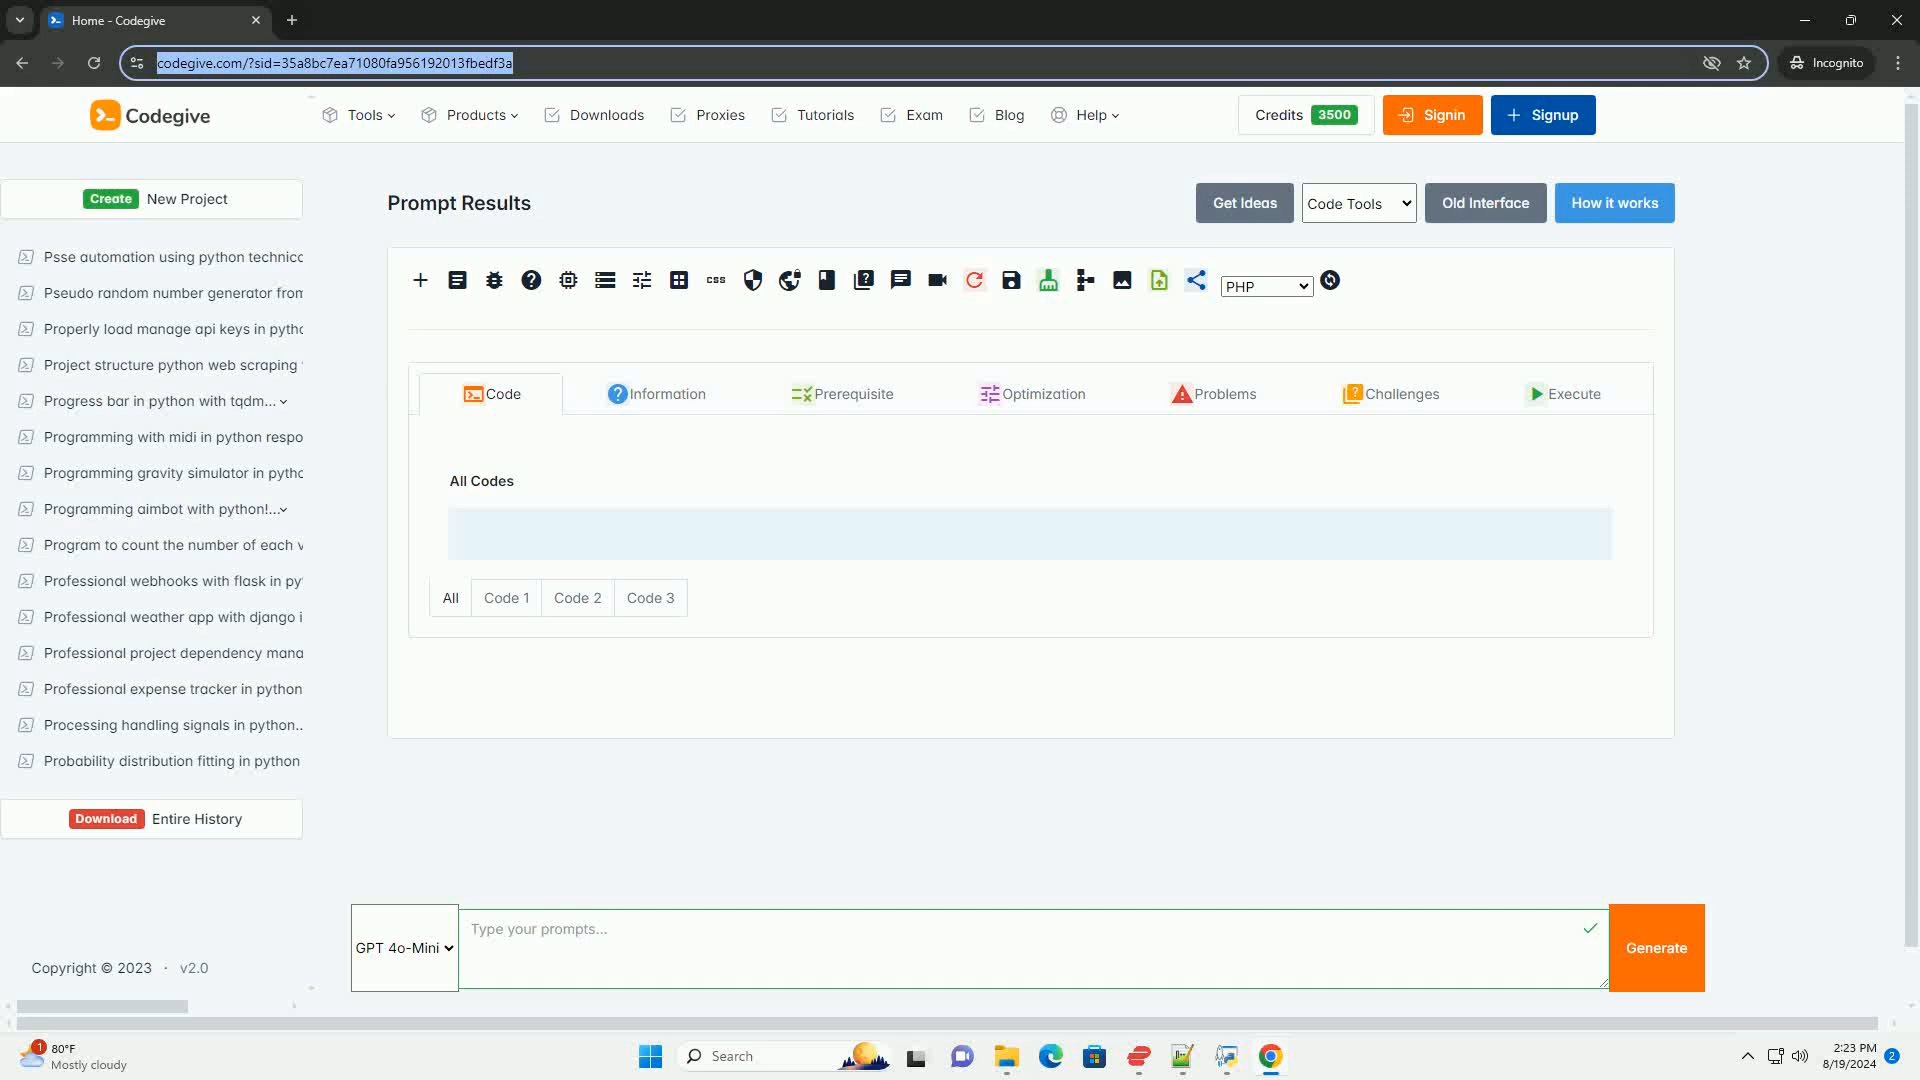 Home - Codegive
codegive.com/?sid=35a8bc7ea71080fa956192013fbedf3a
Incognito
Codegive
Tools
Products
Downloads
Proxies
Tutorials
Exam
Blog
Help
Credits 3500
Signin
Signup
Create New Project
Psse automation using python technic
Pseudo random number generator from
Properly load manage api keys in pytho
Project structure python web scraping
Progress bar in python with tqdm...
Programming with midi in python respo
Programming gravity simulator in pytho
Programming aimbot with python!...
Program to count the number of each v
Professional webhooks with flask in py
Professional weather app with django i
Professional project dependency mana
Professional expense tracker in python
Processing handling signals in python..
Probability distribution fitting in python
Download Entire History
Copyright © 2023 · v2.0
Prompt Results
Get Ideas
Code Tools
Old Interface
How it works
CSS
PHP
Code
Information
Prerequisite
Optimization
Problems
Challenges
Execute
All Codes
All
Code 1
Code 2
Code 3
GPT 4o-Mini
Type your prompts...
Generate
1
80°F
Mostly cloudy
Search
2:23 PM
8/19/2024
2